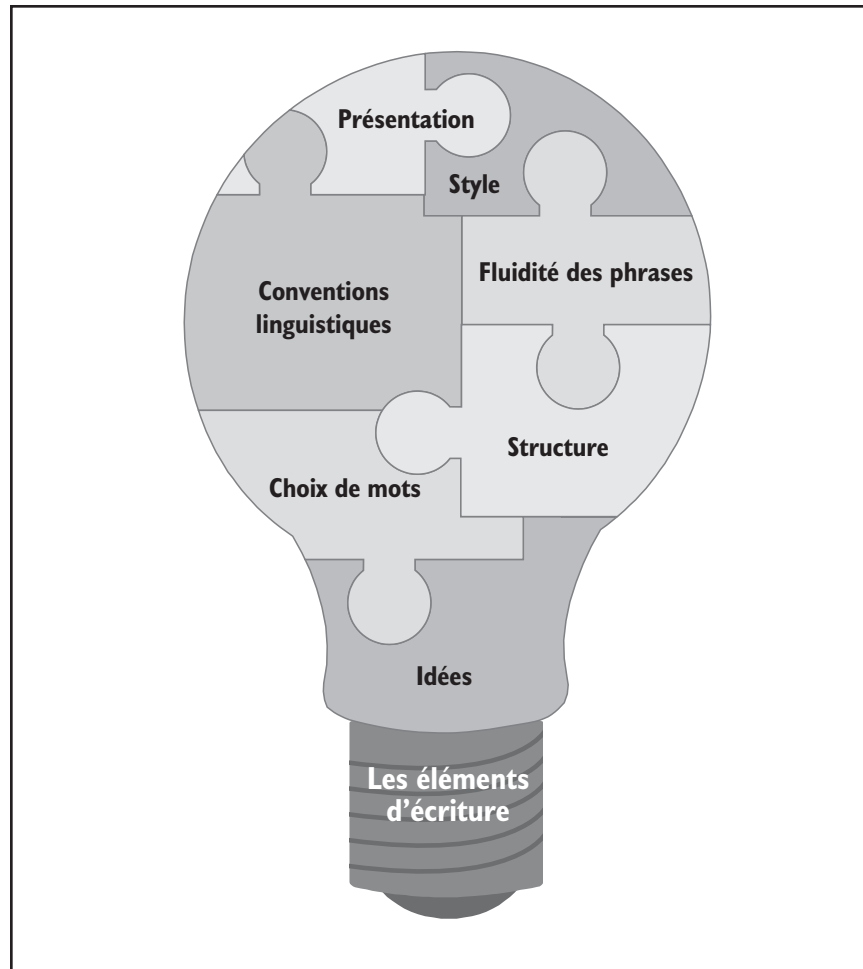 Présentation
Style
Fluidité des phrases
Conventions
linguistiques
Structure
Choix de mots
Idées
Les éléments
d'écriture